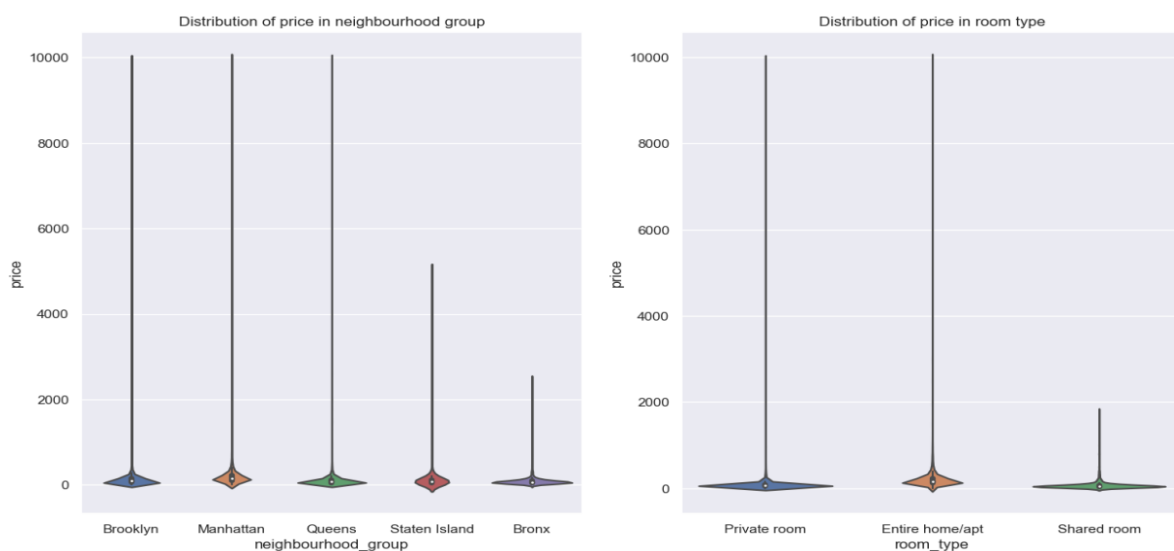 Distribution of price in neighbourhood group
10000
8000
6000
4000
2000
0
price
Brooklyn Manhattan Queens Staten Island Bronx
neighbourhood_group
Distribution of price in room type
10000
8000
6000
4000
2000
0
price
Private room Entire home/apt Shared room
room_type